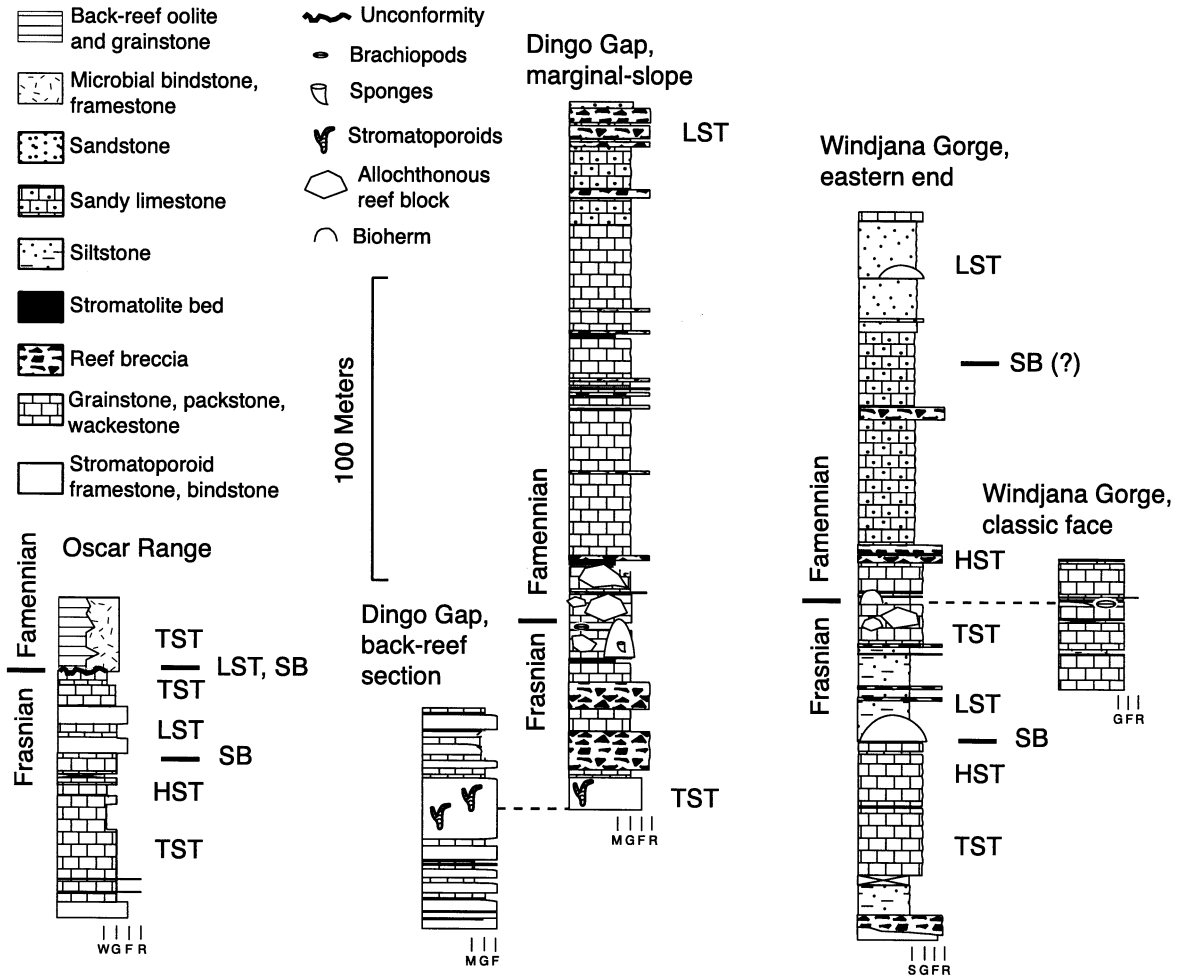 Back-reef oolite
and grainstone
Microbial bindstone,
framestone
Sandstone
Sandy limestone
Siltstone
Stromatolite bed
Reef breccia
Grainstone, packstone,
wackestone
Stromatoporoid
framestone, bindstone
Unconformity
Brachiopods
Sponges
Stromatoporoids
Allochthonous
reef block
Bioherm
100 Meters
Oscar Range
Famennian
Frasnian
TST
LST, SB
TST
LST
SB
HST
TST
W G F R
Dingo Gap,
back-reef
section
M G F
Dingo Gap,
marginal-slope
LST
Famennian
Frasnian
TST
M G F R
Windjana Gorge,
eastern end
LST
SB (?)
Famennian
Frasnian
HST
TST
LST
SB
HST
TST
S G F R
Windjana Gorge,
classic face
G F R